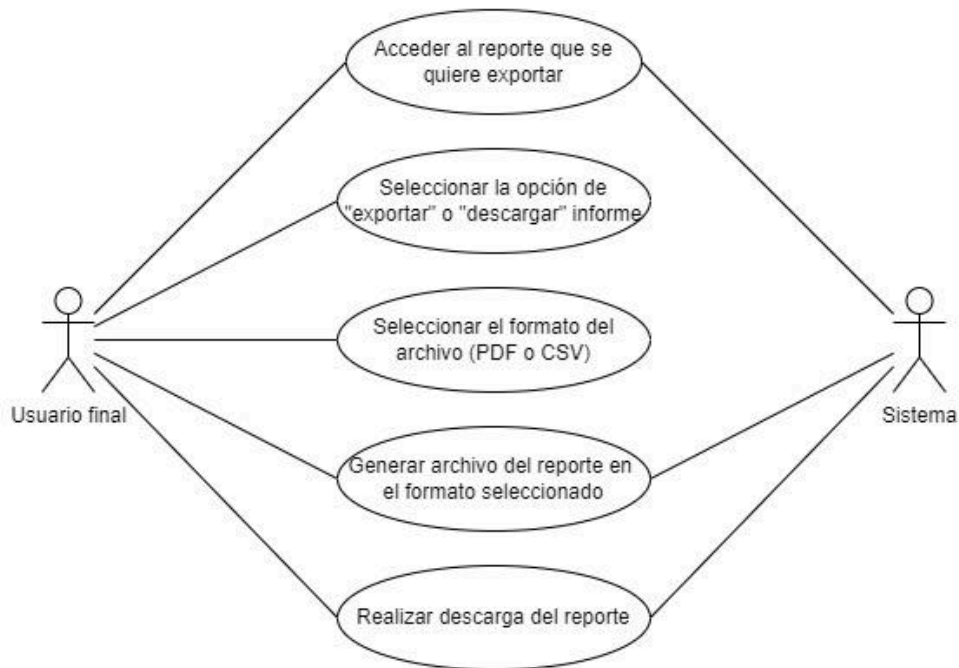 Acceder al reporte que se
quiere exportar
Seleccionar la opción de
"exportar" o "descargar" informe
Seleccionar el formato del
archivo (PDF o CSV)
Usuario final
Sistema
Generar archivo del reporte en
el formato seleccionado
Realizar descarga del reporte